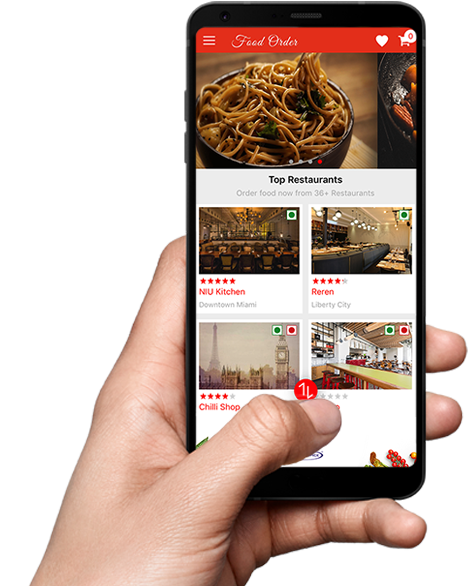 Food Order
0
Top Restaurants
Order food now from 36+ Restaurants
NIU Kitchen
Downtown Miami
Reren
Liberty City
Chilli Shop